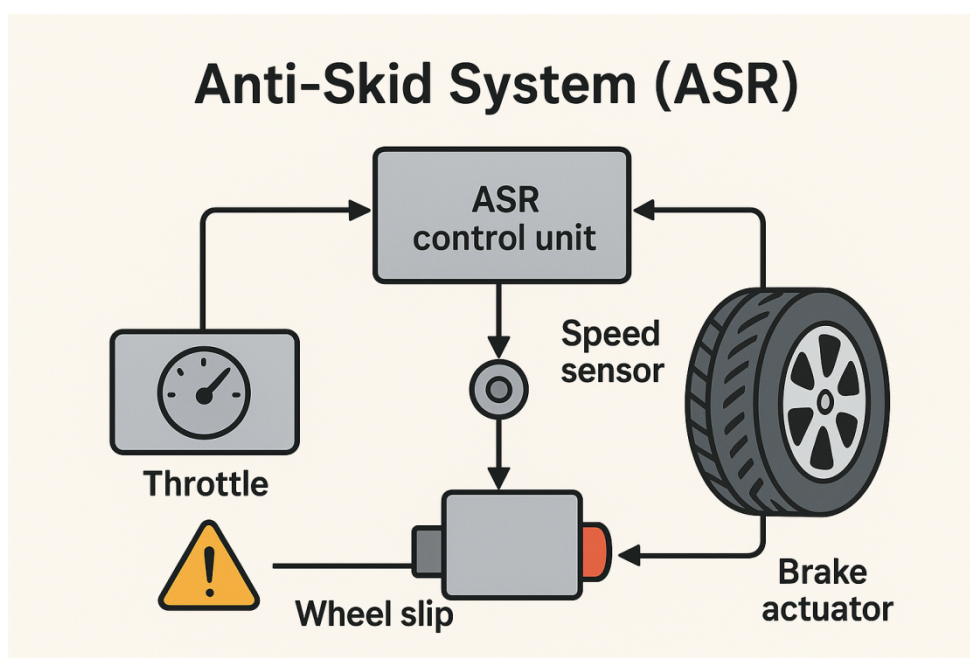 Anti-Skid System (ASR)
ASR
control unit
Speed
sensor
Throttle
Wheel slip
Brake
actuator